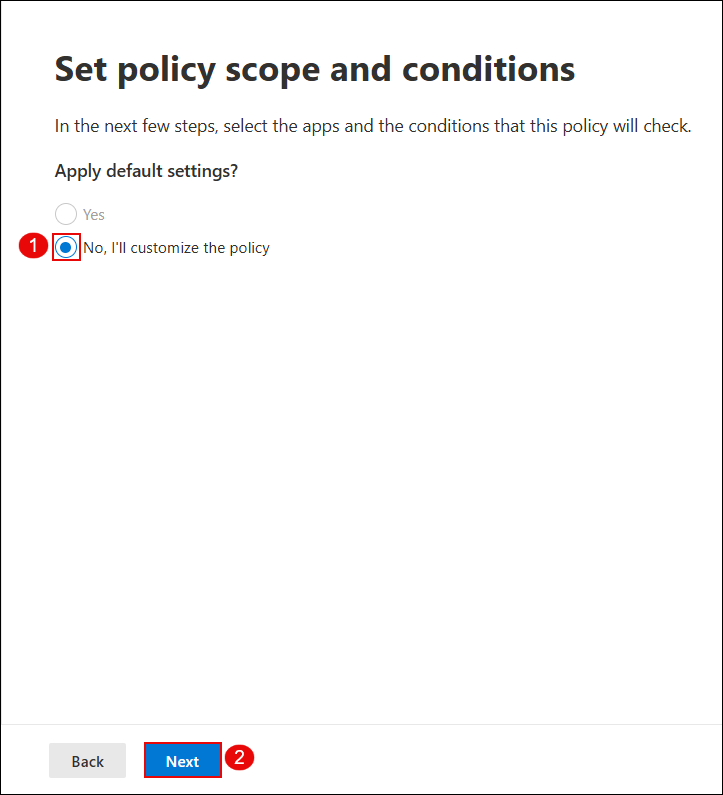 Set policy scope and conditions
In the next few steps, select the apps and the conditions that this policy will check.
Apply default settings?
Yes
1 No, I'll customize the policy
Back Next 2